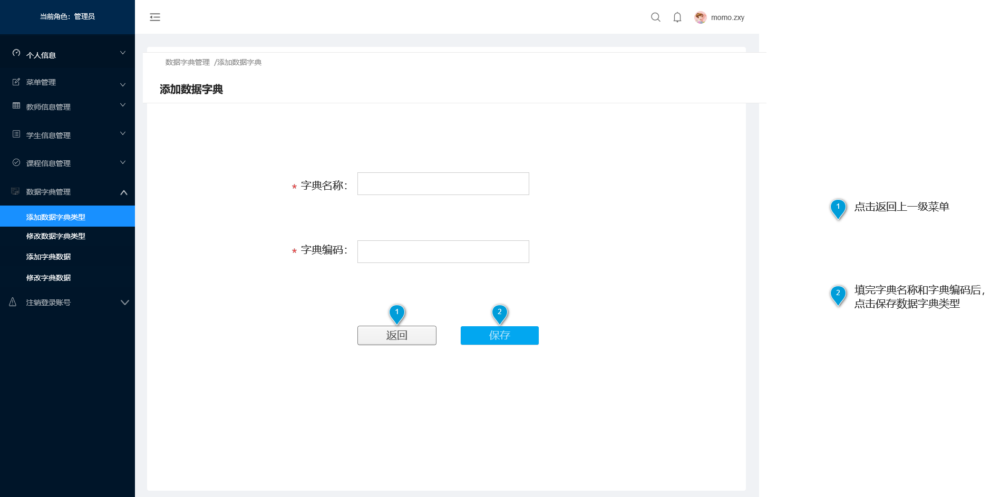 当前角色：管理员
momo.zxy
个人信息
菜单管理
教师信息管理
学生信息管理
课程信息管理
数据字典管理
添加数据字典类型
修改数据字典类型
添加字典数据
修改字典数据
注销登录账号
数据字典管理 /添加数据字典
添加数据字典
* 字典名称：
* 字典编码：
1
返回
2
保存
1
点击返回上一级菜单
2
填完字典名称和字典编码后，
点击保存数据字典类型